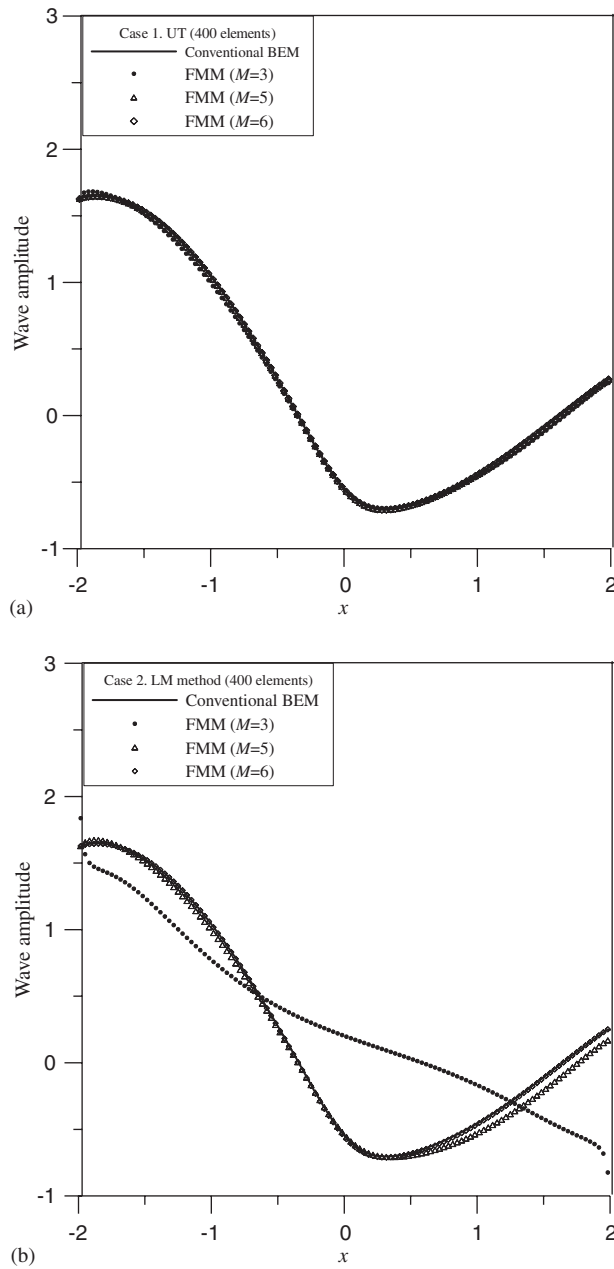 3
Case 1. UT (400 elements)
Conventional BEM
FMM (M=3)
FMM (M=5)
FMM (M=6)
2
Wave amplitude
1
0
-1
-2 -1 0 1 2
(a) x
3
Case 2. LM method (400 elements)
Conventional BEM
FMM (M=3)
FMM (M=5)
FMM (M=6)
2
Wave amplitude
1
0
-1
-2 -1 0 1 2
(b) x